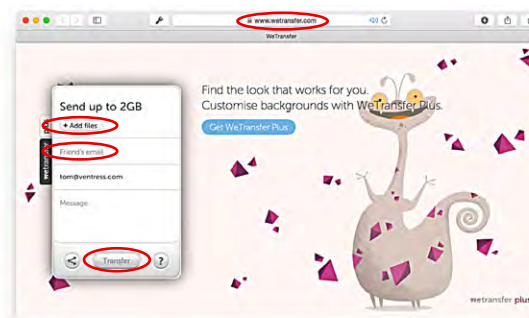 www.wetransfer.com
WeTransfer
Find the look that works for you.
Customise backgrounds with WeTransfer Plus.
Get WeTransfer Plus
Send up to 2GB
+ Add files
Friend's email
tom@ventress.com
Message
Transfer
?
wetransfer
plus
wetransfer plus